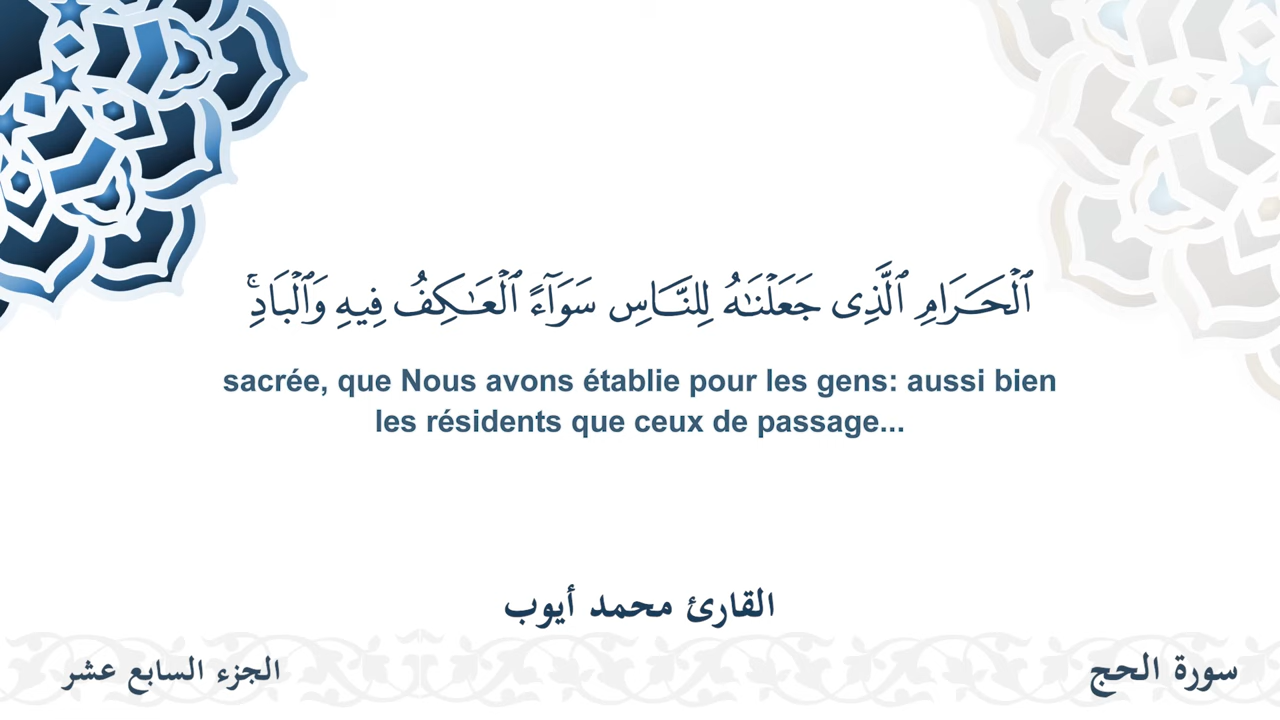 ٱلْحَرَامِ ٱلَّذِى جَعَلْنَـٰهُ لِلنَّاسِ سَوَآءً ٱلْعَـٰكِفُ فِيهِ وَٱلْبَادِ ۚ
sacrée, que Nous avons établie pour les gens: aussi bien
les résidents que ceux de passage...
القارئ محمد أيوب
سورة الحج
الجزء السابع عشر